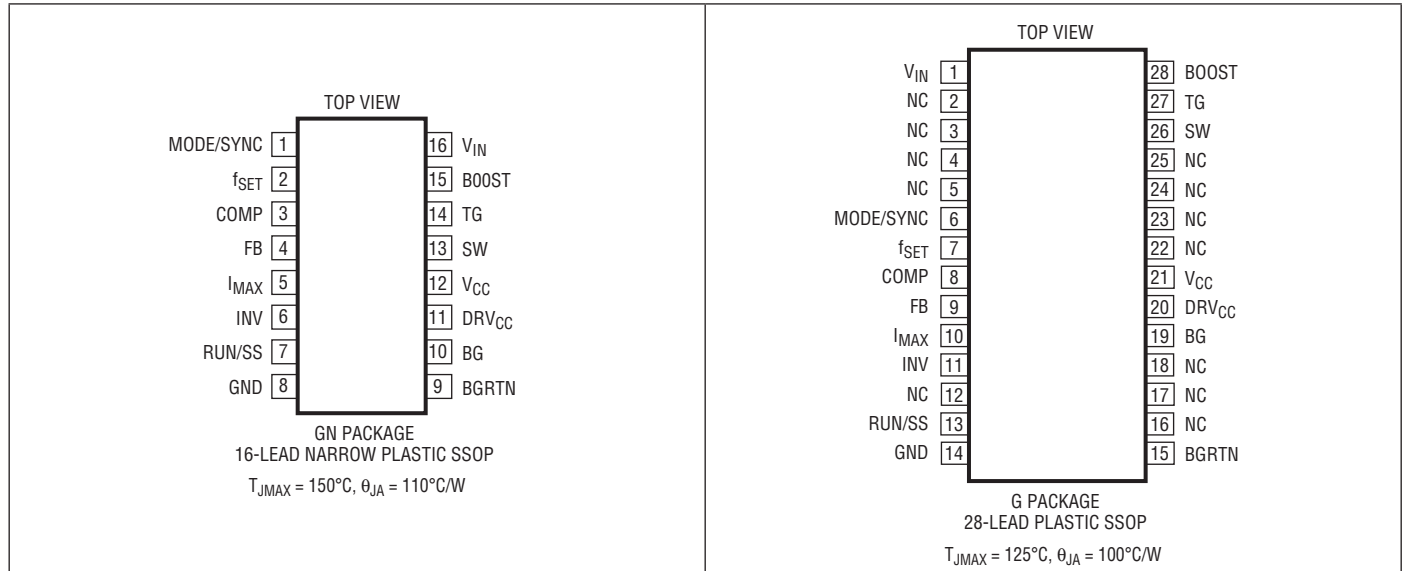 TOP VIEW
MODE/SYNC 1 16 VIN
fSET 2 15 BOOST
COMP 3 14 TG
FB 4 13 SW
IMAX 5 12 VCC
INV 6 11 DRVCC
RUN/SS 7 10 BG
GND 8 9 BGRTN
GN PACKAGE
16-LEAD NARROW PLASTIC SSOP
TJMAX = 150°C, θJA = 110°C/W
TOP VIEW
VIN 1 28 BOOST
NC 2 27 TG
NC 3 26 SW
NC 4 25 NC
NC 5 24 NC
MODE/SYNC 6 23 NC
fSET 7 22 NC
COMP 8 21 VCC
FB 9 20 DRVCC
IMAX 10 19 BG
INV 11 18 NC
NC 12 17 NC
RUN/SS 13 16 NC
GND 14 15 BGRTN
G PACKAGE
28-LEAD PLASTIC SSOP
TJMAX = 125°C, θJA = 100°C/W